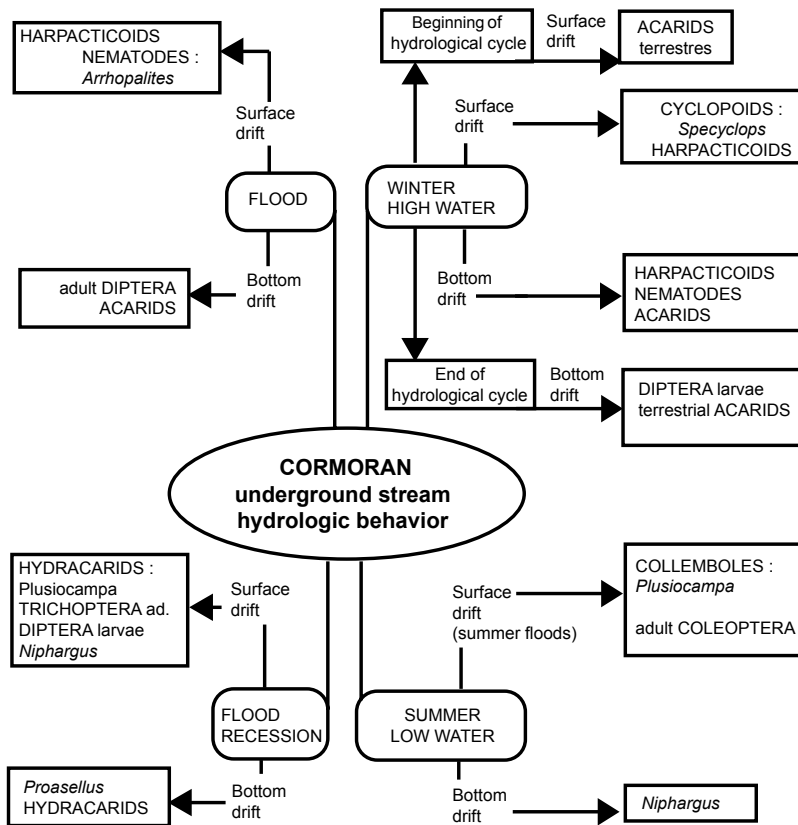 HARPACTICOIDS
NEMATODES :
Arrhopalites
Surface
drift
FLOOD
Bottom
drift
adult DIPTERA
ACARIDS
Beginning of
hydrological cycle
Surface
drift
ACARIDS
terrestres
Surface
drift
CYCLOPOIDS :
Specyclops
HARPACTICOIDS
WINTER
HIGH WATER
Bottom
drift
HARPACTICOIDS
NEMATODES
ACARIDS
End of
hydrological cycle
Bottom
drift
DIPTERA larvae
terrestrial ACARIDS
CORMORAN
underground stream
hydrologic behavior
HYDRACARIDS :
Plusiocampa
TRICHOPTERA ad.
DIPTERA larvae
Niphargus
Surface
drift
FLOOD
RECESSION
Bottom
drift
Proasellus
HYDRACARIDS
Surface
drift
(summer floods)
COLLEMBOLES :
Plusiocampa
adult COLEOPTERA
SUMMER
LOW WATER
Bottom
drift
Niphargus